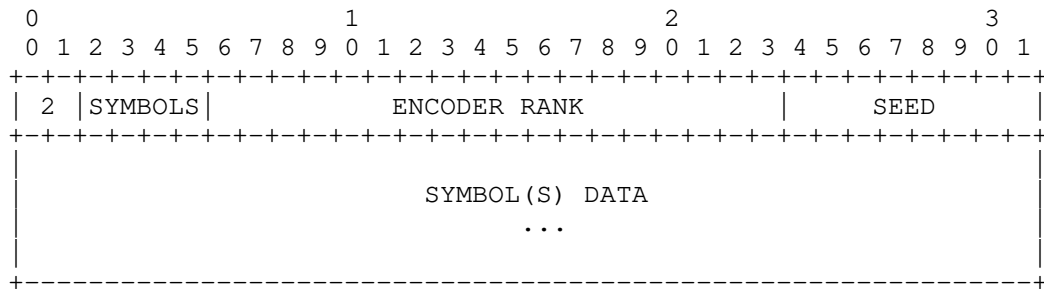 0                   1                   2                   3
 0 1 2 3 4 5 6 7 8 9 0 1 2 3 4 5 6 7 8 9 0 1 2 3 4 5 6 7 8 9 0 1
+-+-+-+-+-+-+-+-+-+-+-+-+-+-+-+-+-+-+-+-+-+-+-+-+-+-+-+-+-+-+-+-+
| 2 |SYMBOLS|           ENCODER RANK            |     SEED      |
+-+-+-+-+-+-+-+-+-+-+-+-+-+-+-+-+-+-+-+-+-+-+-+-+-+-+-+-+-+-+-+-+
|                                                               |
|                         SYMBOL(S) DATA                        |
|                               ...                             |
|                                                               |
+---------------------------------------------------------------+